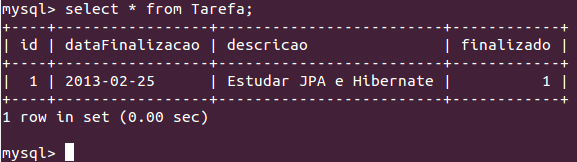 mysql> select * from Tarefa;
+----+------------------+------------------------+------------+
| id | dataFinalizacao | descricao | finalizado |
+----+------------------+------------------------+------------+
| 1 | 2013-02-25 | Estudar JPA e Hibernate | 1 |
+----+------------------+------------------------+------------+
1 row in set (0.00 sec)
mysql>